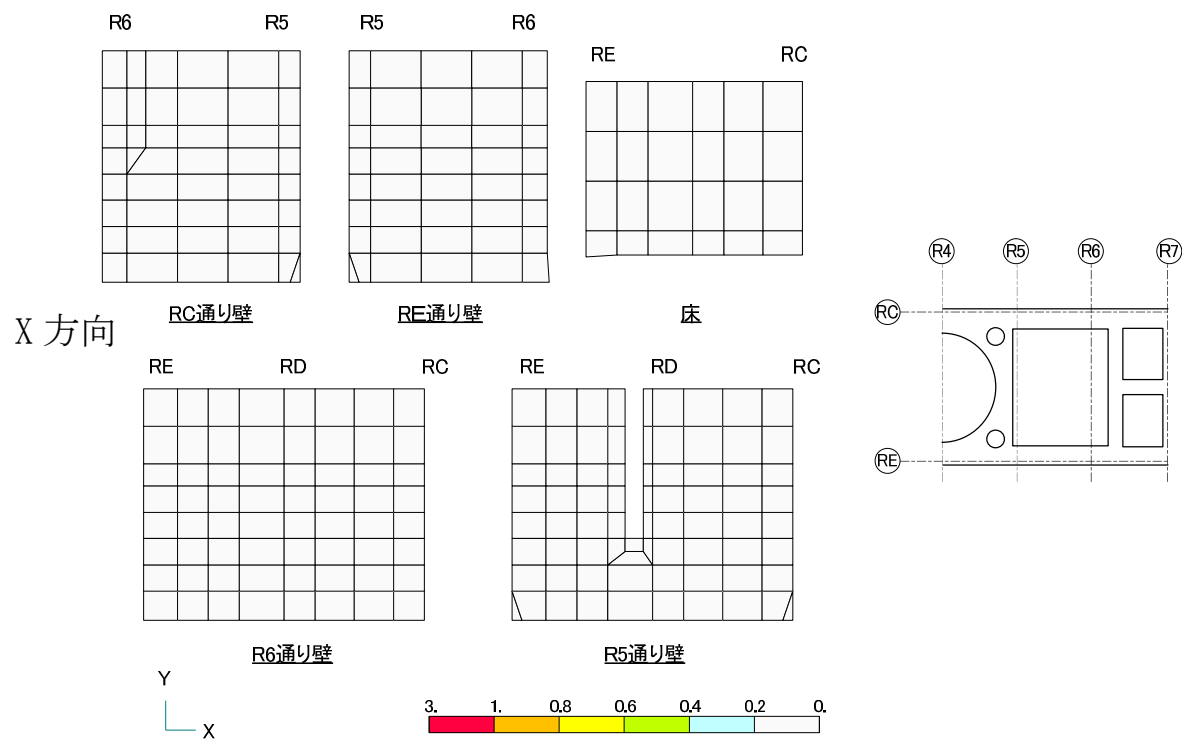 R6 R5
R5 R6
RE RC
RC通り壁
RE通り壁
床
X 方向
RE RD RC
RE RD RC
R6通り壁
R5通り壁
Y
X
3. 1. 0.8 0.6 0.4 0.2 0.
R4 R5 R6 R7
RC
RE